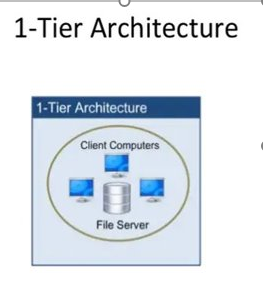 1-Tier Architecture
1-Tier Architecture
Client Computers
File Server